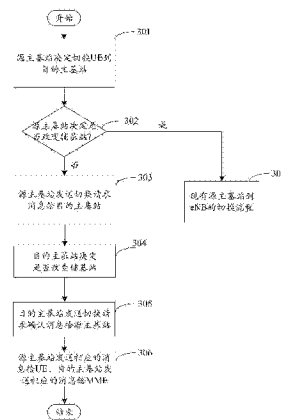 开始
301
源主基站决定切换UE到
目的主基站
302
源主基站决定是
否改变辅基站?
是
否
303
源主基站发送切换请求
消息给目的主基站
30
现有源主基站到
eNB的切换流程
304
目的主基站决定
是否改变辅基站
305
目的主基站发送切换请
求确认消息给源主基站
306
源主基站发送相应的消
息给UE，目的主基站发
送相应的消息给MME
结束